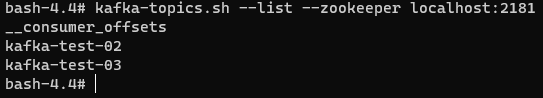 bash-4.4# kafka-topics.sh --list --zookeeper localhost:2181
__consumer_offsets
kafka-test-02
kafka-test-03
bash-4.4#